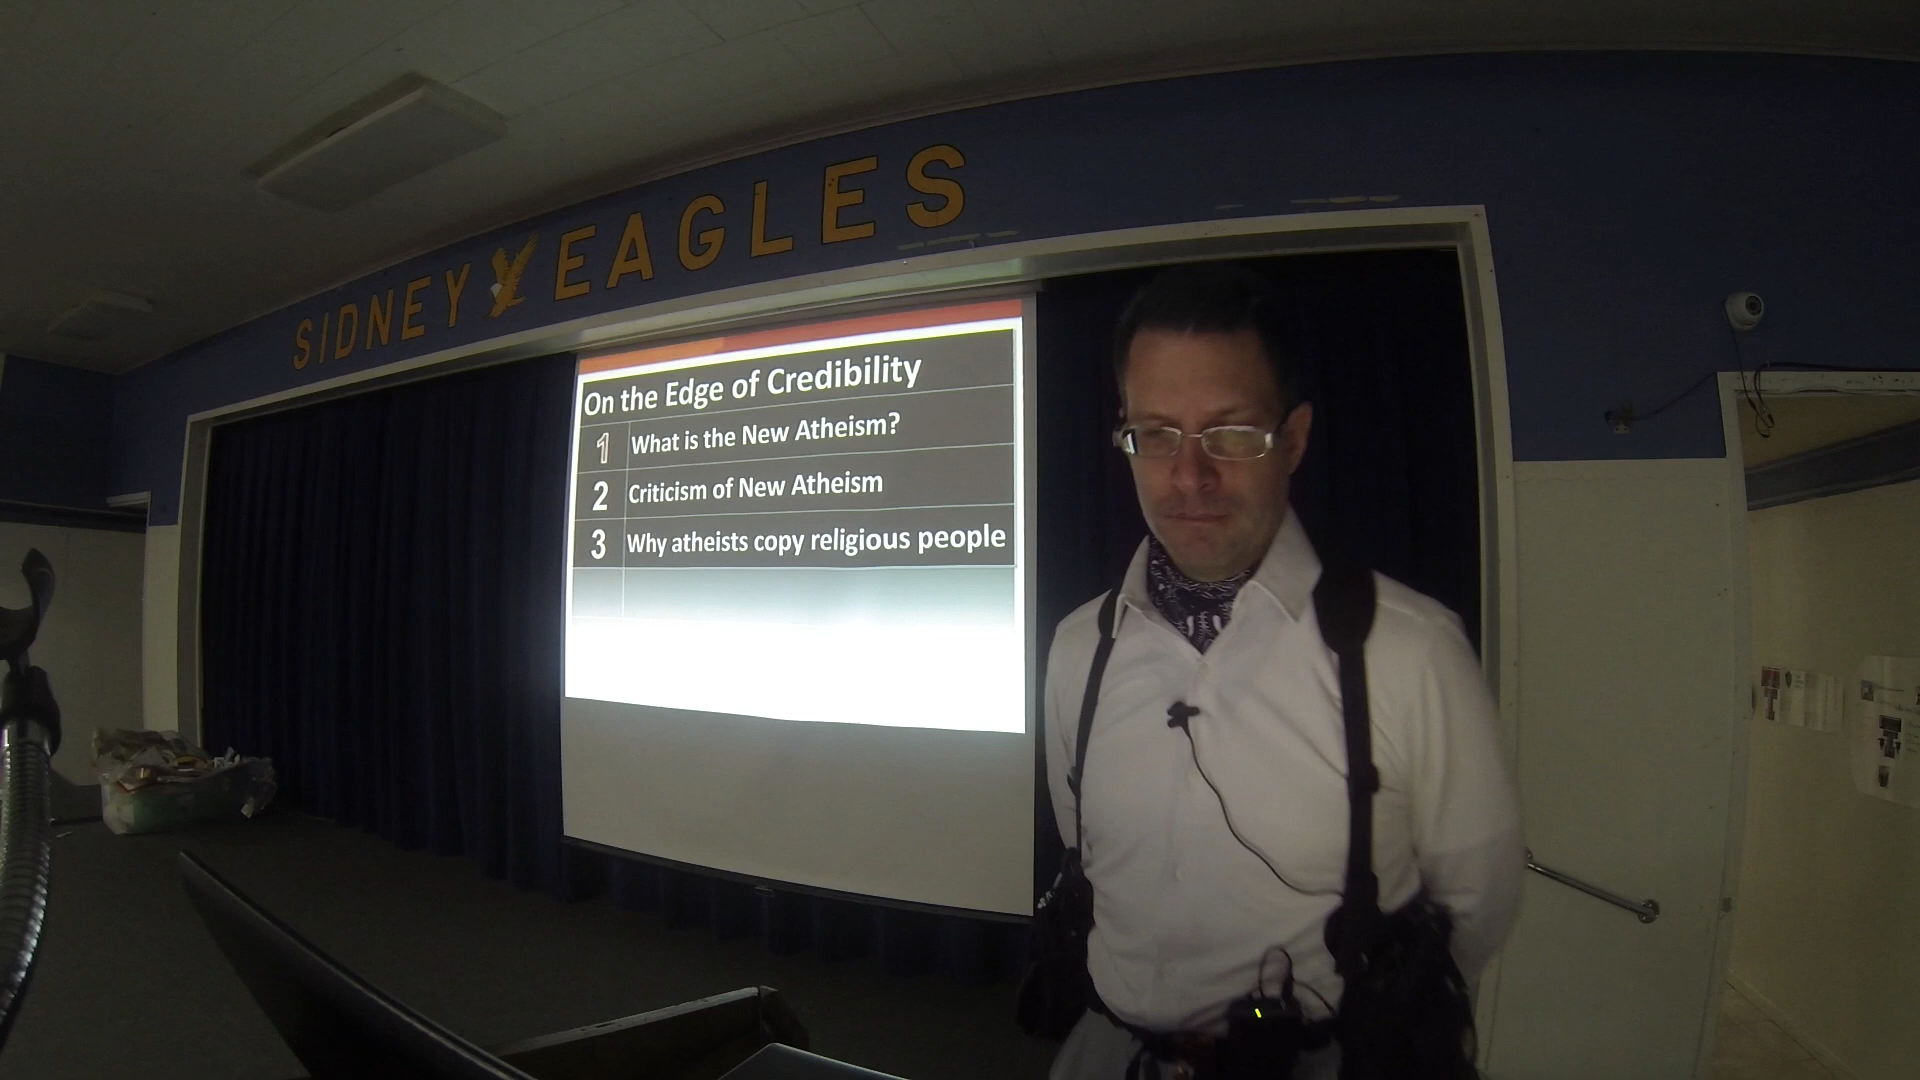 SIDNEY EAGLES
On the Edge of Credibility
1 What is the New Atheism?
2 Criticism of New Atheism
3 Why atheists copy religious people